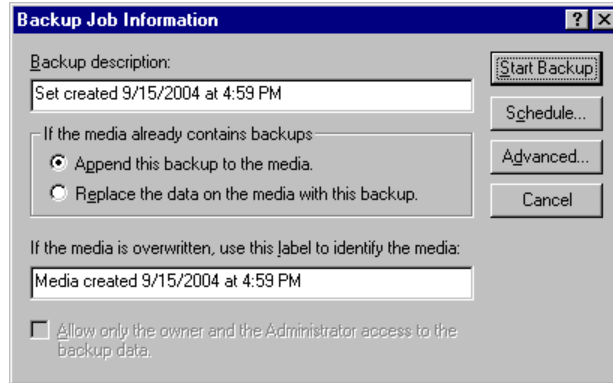 Backup Job Information
Backup description:
Set created 9/15/2004 at 4:59 PM
If the media already contains backups
Append this backup to the media.
Replace the data on the media with this backup.
If the media is overwritten, use this label to identify the media:
Media created 9/15/2004 at 4:59 PM
Allow only the owner and the Administrator access to the
backup data.
Start Backup
Schedule...
Advanced...
Cancel